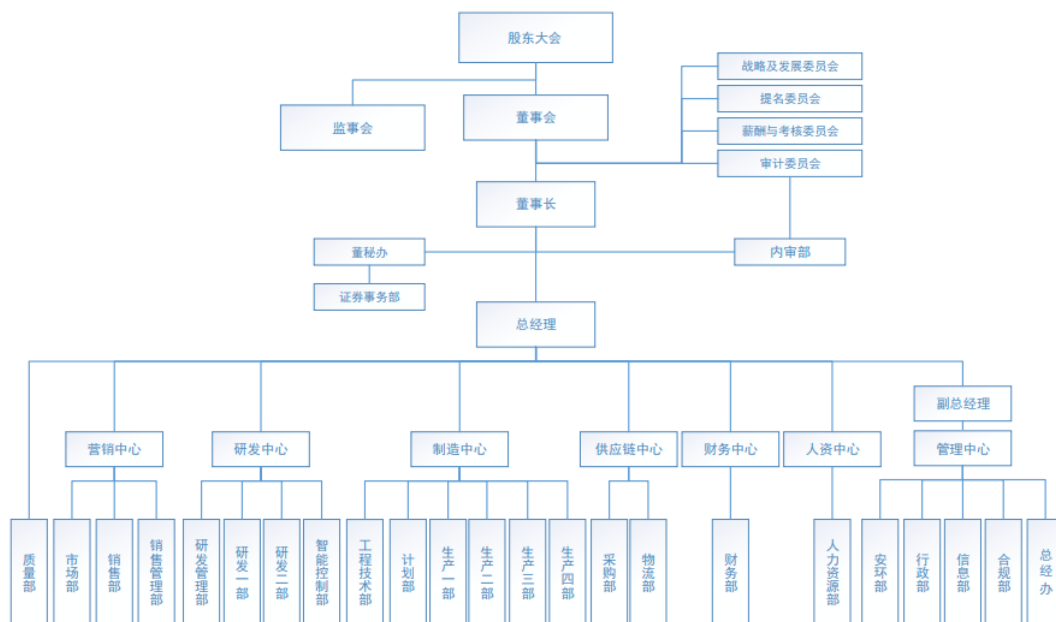 股东大会
战略及发展委员会
提名委员会
董事会
监事会
薪酬与考核委员会
审计委员会
董事长
董秘办
内审部
证券事务部
总经理
副总经理
营销中心
研发中心
制造中心
供应链中心
财务中心
人资中心
管理中心
质量部
市场部
销售部
销售管理部
研发管理部
研发一部
研发二部
智能控制部
工程技术部
计划部
生产一部
生产二部
生产三部
生产四部
采购部
物流部
财务部
人力资源部
安环部
行政部
信息部
合规部
总经办